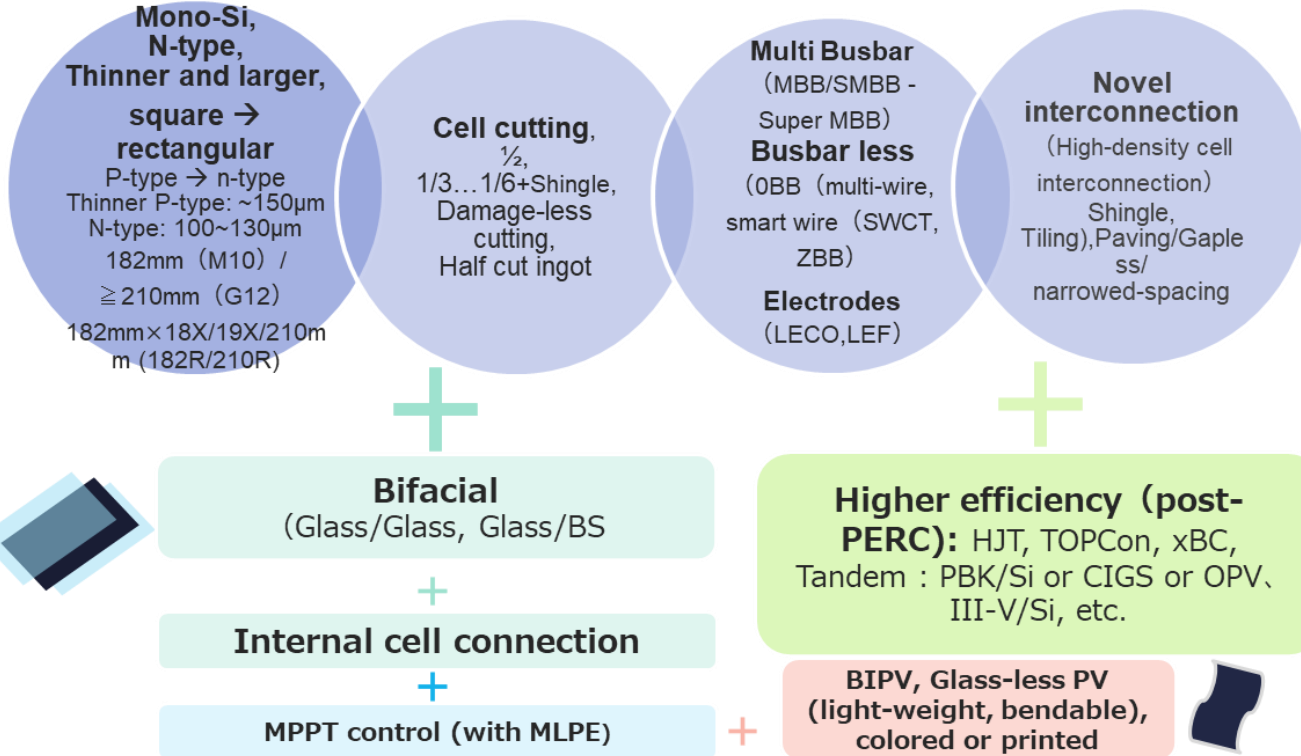 Mono-Si,
N-type,
Thinner and larger,
square →
rectangular
P-type → n-type
Thinner P-type: ~150μm
N-type: 100~130μm
182mm（M10）/
≧210mm（G12）
182mm×18X/19X/210m
m (182R/210R)
Cell cutting,
½,
1/3…1/6+Shingle,
Damage-less
cutting,
Half cut ingot
Multi Busbar
（MBB/SMBB -
Super MBB）
Busbar less
（0BB（multi-wire,
smart wire（SWCT,
ZBB）
Electrodes
（LECO,LEF）
Novel
interconnection
（High-density cell
interconnection）
Shingle,
Tiling),Paving/Gaple
ss/
narrowed-spacing
Bifacial
（Glass/Glass, Glass/BS
Internal cell connection
MPPT control (with MLPE)
Higher efficiency（post-
PERC): HJT, TOPCon, xBC,
Tandem : PBK/Si or CIGS or OPV、
III-V/Si, etc.
BIPV, Glass-less PV
(light-weight, bendable),
colored or printed